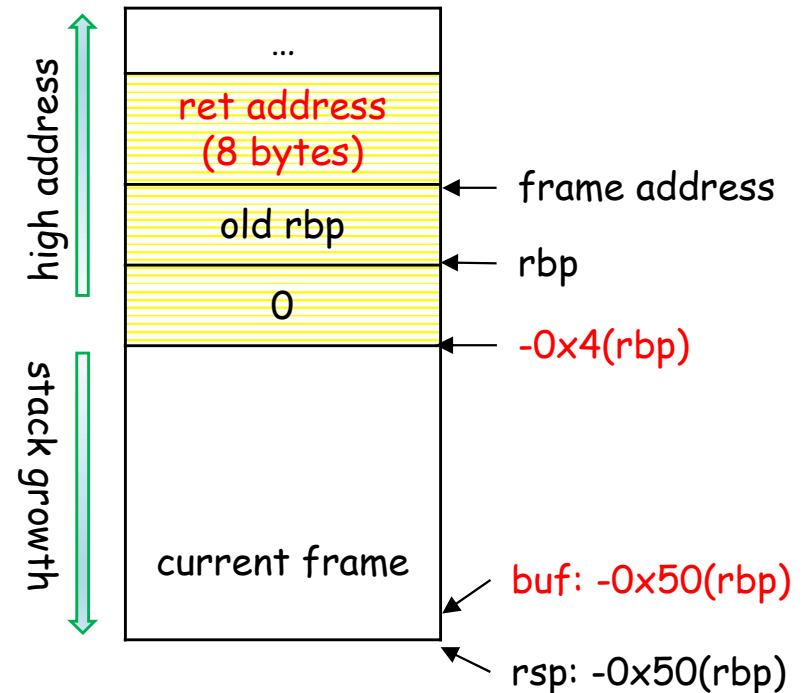 ...
high address
ret address
(8 bytes)
frame address
old rbp
rbp
0
-0x4(rbp)
stack growth
current frame
buf: -0x50(rbp)
rsp: -0x50(rbp)